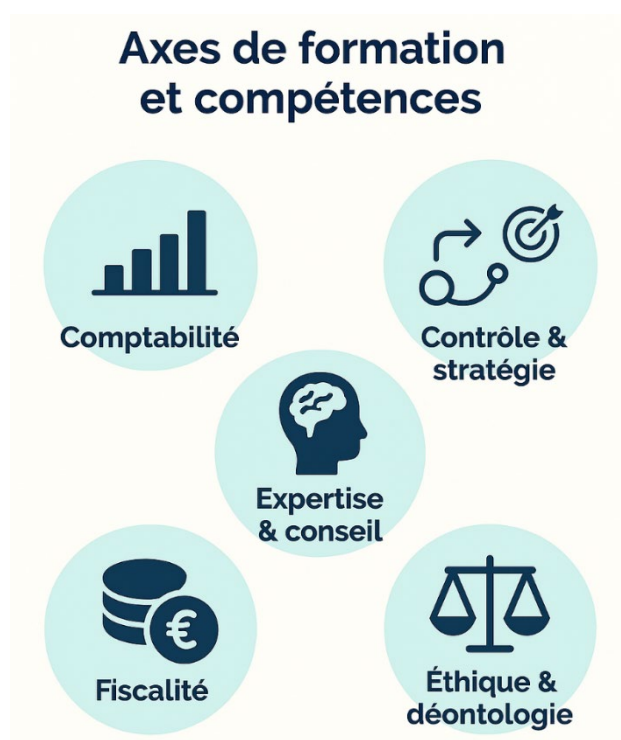 Axes de formation
et compétences
Comptabilité
Contrôle &
stratégie
Expertise
& conseil
€
Fiscalité
Éthique &
déontologie